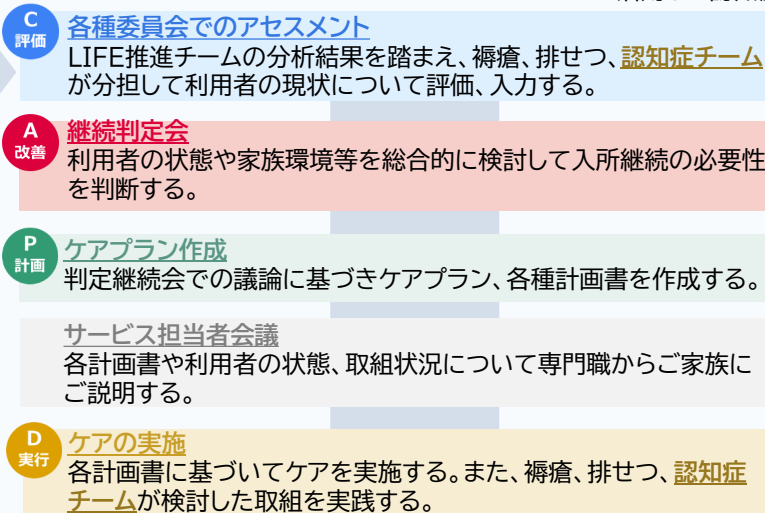 C
評価
各種委員会でのアセスメント
LIFE推進チームの分析結果を踏まえ、褥瘡、排せつ、認知症チーム
が分担して利用者の現状について評価、入力する。
A
改善
継続判定会
利用者の状態や家族環境等を総合的に検討して入所継続の必要性
を判断する。
P
計画
ケアプラン作成
判定継続会での議論に基づきケアプラン、各種計画書を作成する。
サービス担当者会議
各計画書や利用者の状態、取組状況について専門職からご家族に
ご説明する。
D
実行
ケアの実施
各計画書に基づいてケアを実施する。また、褥瘡、排せつ、認知症
チームが検討した取組を実践する。